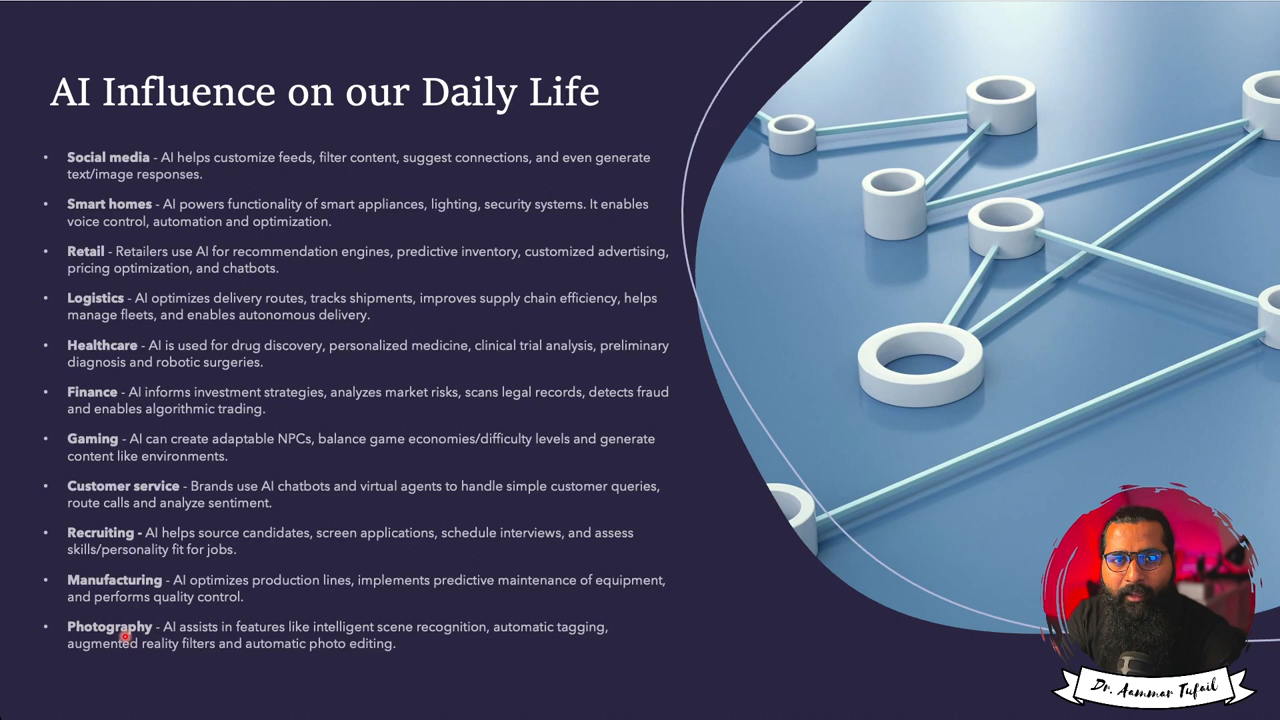 AI Influence on our Daily Life
• Social media - AI helps customize feeds, filter content, suggest connections, and even generate
text/image responses.
• Smart homes - AI powers functionality of smart appliances, lighting, security systems. It enables
voice control, automation and optimization.
• Retail - Retailers use AI for recommendation engines, predictive inventory, customized advertising,
pricing optimization, and chatbots.
• Logistics - AI optimizes delivery routes, tracks shipments, improves supply chain efficiency, helps
manage fleets, and enables autonomous delivery.
• Healthcare - AI is used for drug discovery, personalized medicine, clinical trial analysis, preliminary
diagnosis and robotic surgeries.
• Finance - AI informs investment strategies, analyzes market risks, scans legal records, detects fraud
and enables algorithmic trading.
• Gaming - AI can create adaptable NPCs, balance game economies/difficulty levels and generate
content like environments.
• Customer service - Brands use AI chatbots and virtual agents to handle simple customer queries,
route calls and analyze sentiment.
• Recruiting - AI helps source candidates, screen applications, schedule interviews, and assess
skills/personality fit for jobs.
• Manufacturing - AI optimizes production lines, implements predictive maintenance of equipment,
and performs quality control.
• Photography - AI assists in features like intelligent scene recognition, automatic tagging,
augmented reality filters and automatic photo editing.
Dr. Aammar Tufail